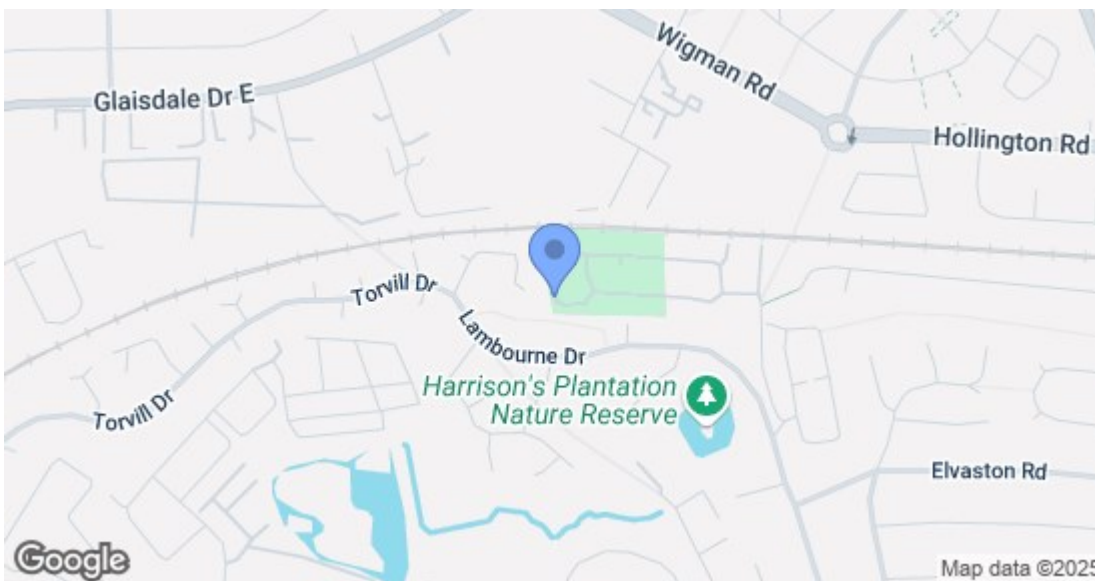 Wigman Rd
Glaisdale Dr E
Hollington Rd
Torvill Dr
Lambourne Dr
Harrison's Plantation
Nature Reserve
Torvill Dr
Elvaston Rd
Google
Map data ©2025